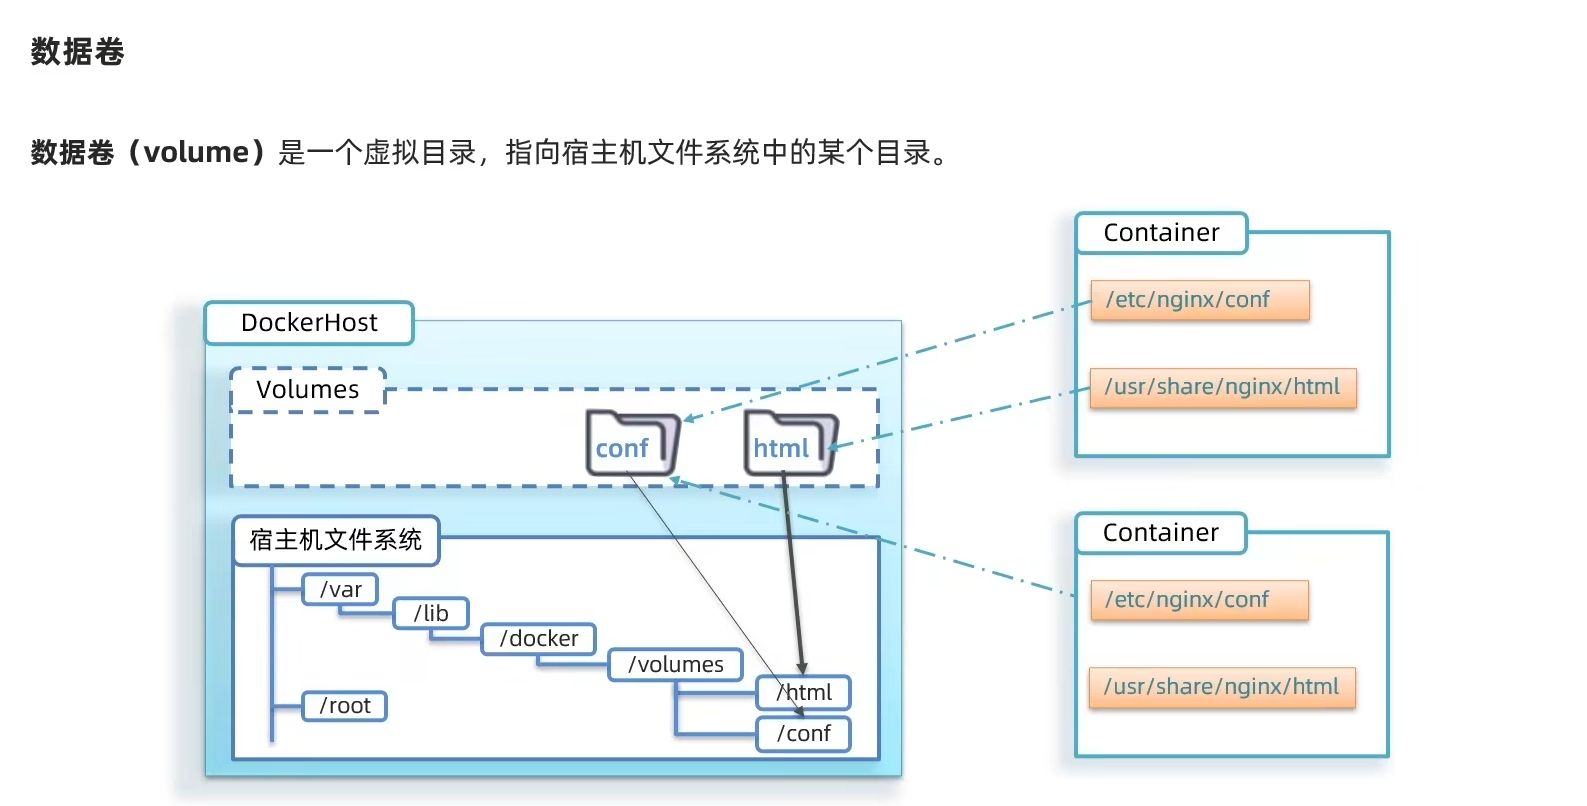 数据卷
数据卷（volume）是一个虚拟目录，指向宿主机文件系统中的某个目录。
Container
/etc/nginx/conf
/usr/share/nginx/html
DockerHost
Volumes
conf
html
宿主机文件系统
/var
/lib
/docker
/volumes
/html
/root
/conf
Container
/etc/nginx/conf
/usr/share/nginx/html